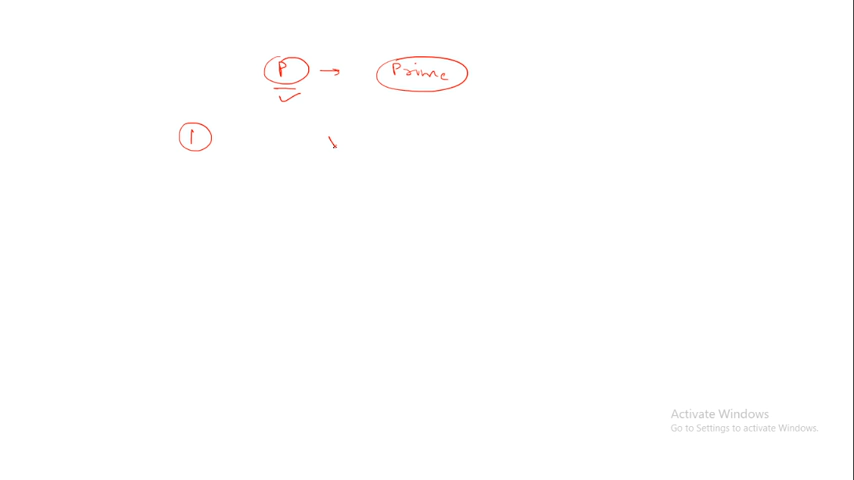 P → Prime
1
Activate Windows
Go to Settings to activate Windows.